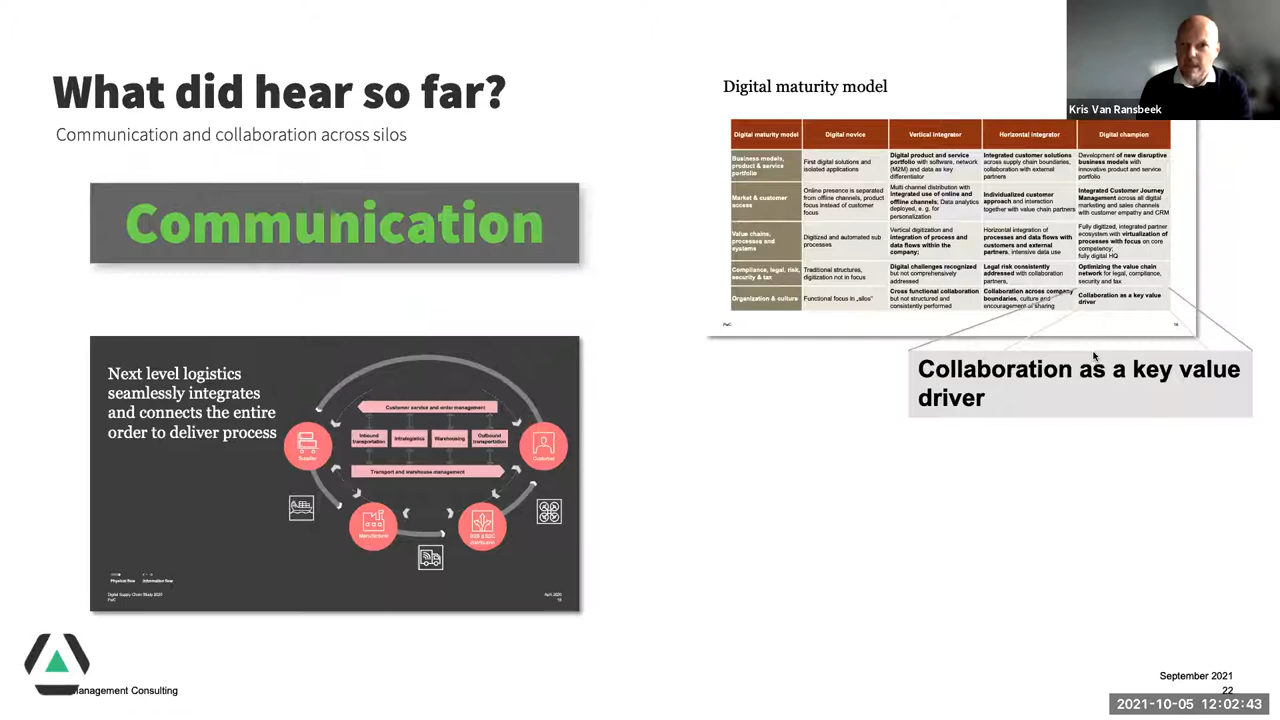 What did hear so far?
Communication and collaboration across silos
Communication
Next level logistics
seamlessly integrates
and connects the entire
order to deliver process
Customer service and order management
Inbound transportation
Intralogistics
Warehousing
Outbound transportation
Transport and warehouse management
Supplier
Customer
Manufacturer
B2B & B2C distribution
Physical flow
Information flow
Digital Supply Chain Study 2020
PwC
April, 2020
Management Consulting
Digital maturity model
Kris Van Ransbeek
Digital maturity model
Digital novice
Vertical integrator
Horizontal integrator
Digital champion
Business models, product & service portfolio
First digital solutions and isolated applications
Digital product and service portfolio with software, network (M2M) and data as key differentiator
Integrated customer solutions across supply chain boundaries, collaboration with external partners
Development of new disruptive business models with innovative product and service portfolio
Market & customer access
Online presence is separated from offline channels, product focus instead of customer focus
Multi channel distribution with integrated use of online and offline channels; Data analytics deployed, e. g. for personalization
Individualized customer approach and interaction together with value chain partners
Integrated Customer Journey Management across all digital marketing and sales channels with customer empathy and CRM
Value chains, processes and systems
Digitized and automated sub processes
Vertical digitization and integration of process and data flows within the company;
Horizontal integration of processes and data flows with customers and external partners, intensive data use
Fully digitized, integrated partner ecosystem with virtualization of processes with focus on core competency; fully digital HQ
Compliance, legal, risk, security & tax
Traditional structures, digitization not in focus
Digital challenges recognized but not comprehensively addressed
Legal risk consistently addressed with collaboration partners,
Optimizing the value chain network for legal, compliance, security and tax
Organization & culture
Functional focus in „silos"
Cross functional collaboration but not structured and consistently performed
Collaboration across company boundaries, culture and encouragement of sharing
Collaboration as a key value driver
PwC
Collaboration as a key value
driver
September 2021
22
2021-10-05 12:02:43